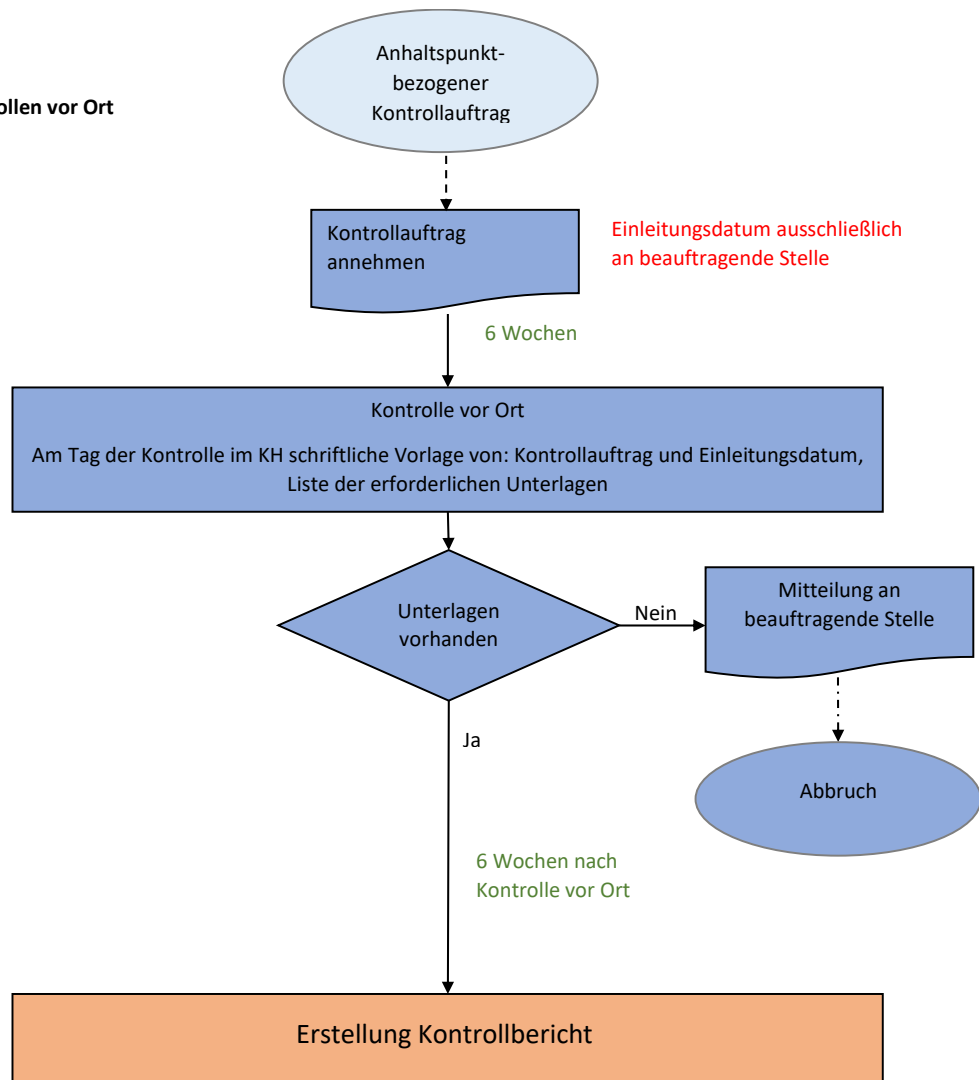 Anhaltspunkt-
bezogener
Kontrollauftrag
ollen vor Ort
Kontrollauftrag
annehmen
Einleitungsdatum ausschließlich
an beauftragende Stelle
6 Wochen
Kontrolle vor Ort
Am Tag der Kontrolle im KH schriftliche Vorlage von: Kontrollauftrag und Einleitungsdatum,
Liste der erforderlichen Unterlagen
Unterlagen
vorhanden
Nein
Mitteilung an
beauftragende Stelle
Ja
Abbruch
6 Wochen nach
Kontrolle vor Ort
Erstellung Kontrollbericht